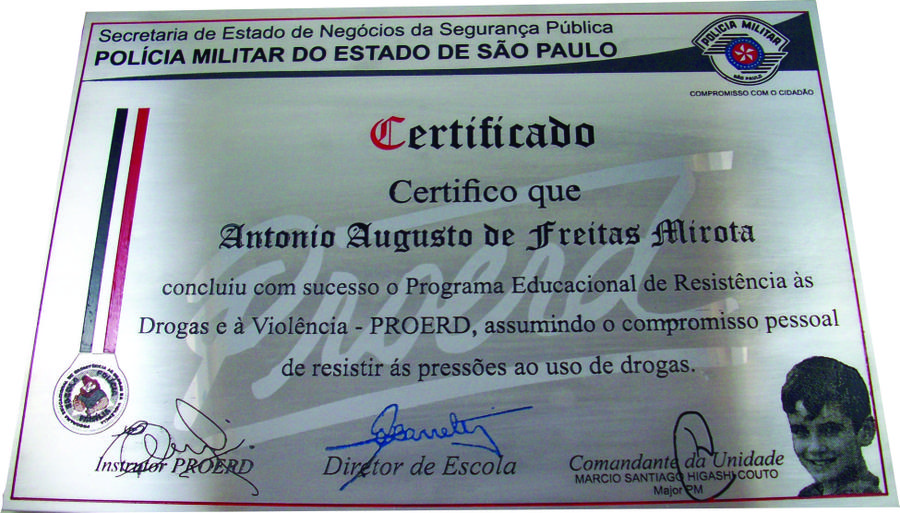 Secretaria de Estado de Negócios da Segurança Pública
POLÍCIA MILITAR DO ESTADO DE SÃO PAULO
POLÍCIA MILITAR
SÃO PAULO
COMPROMISSO COM O CIDADÃO
Certificado
Certifico que
Antonio Augusto de Freitas Mirota
Proerd
concluiu com sucesso o Programa Educacional de Resistência às
Drogas e à Violência - PROERD, assumindo o compromisso pessoal
de resistir ás pressões ao uso de drogas.
Instrutor PROERD
Diretor de Escola
Comandante da Unidade
MARCIO SANTIAGO HIGASHI COUTO
Major PM